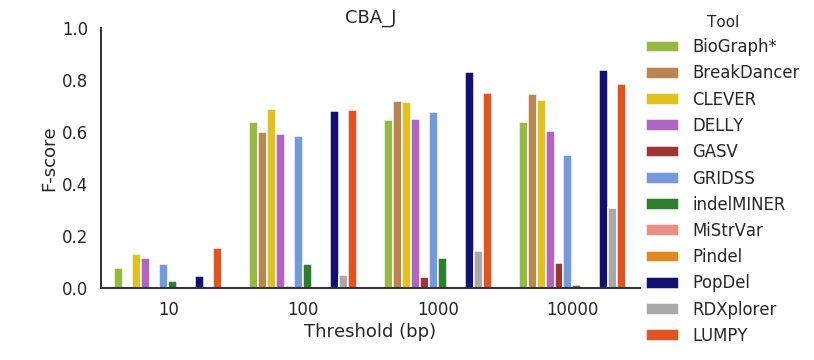 CBA_J
1.0
0.8
0.6
0.4
0.2
0.0
F-score
10
100
1000
10000
Threshold (bp)
Tool
BioGraph*
BreakDancer
CLEVER
DELLY
GASV
GRIDSS
indelMINER
MiStrVar
Pindel
PopDel
RDXplorer
LUMPY